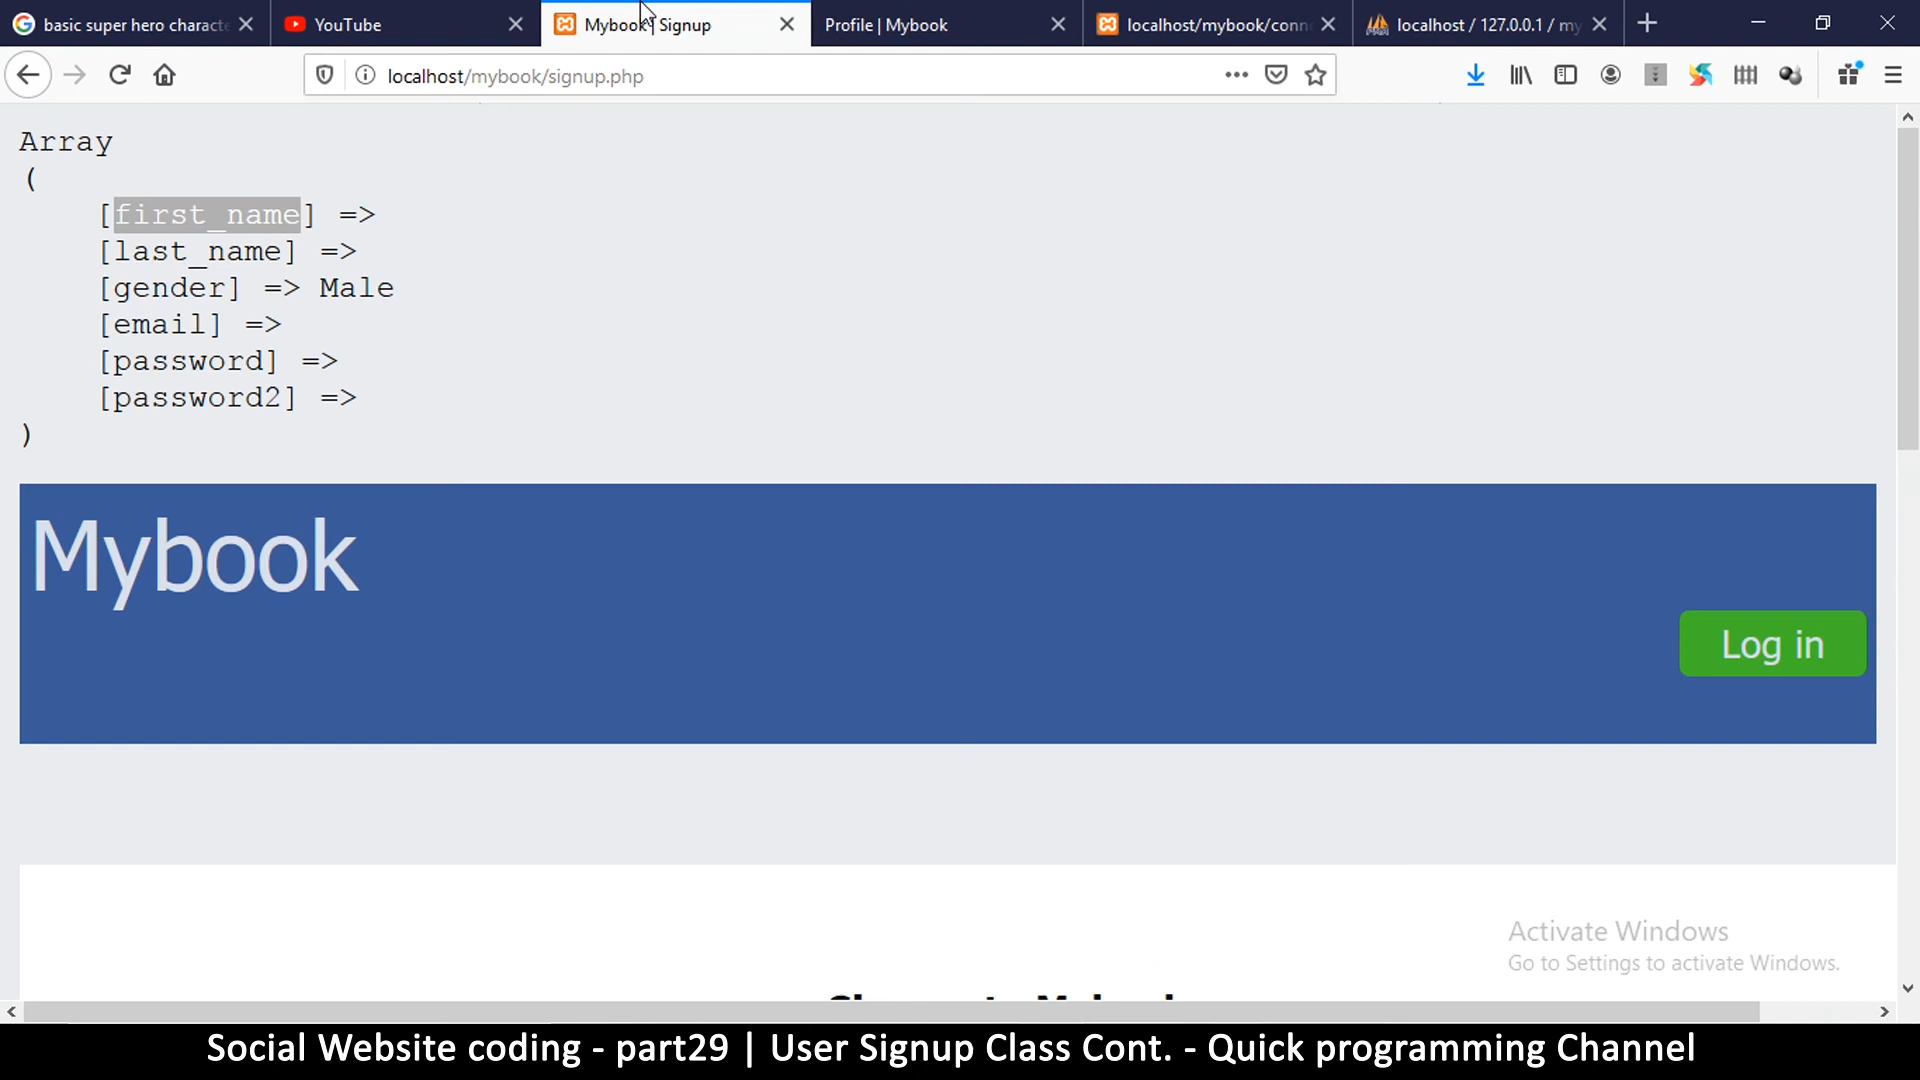 basic super hero characte
YouTube
Mybook | Signup
Profile | Mybook
localhost/mybook/conn
localhost / 127.0.0.1 / my
localhost/mybook/signup.php
Array
(
[first_name] =>
[last_name] =>
[gender] => Male
[email] =>
[password] =>
[password2] =>
)
Mybook
Log in
Activate Windows
Go to Settings to activate Windows.
Social Website coding - part29 | User Signup Class Cont. - Quick programming Channel